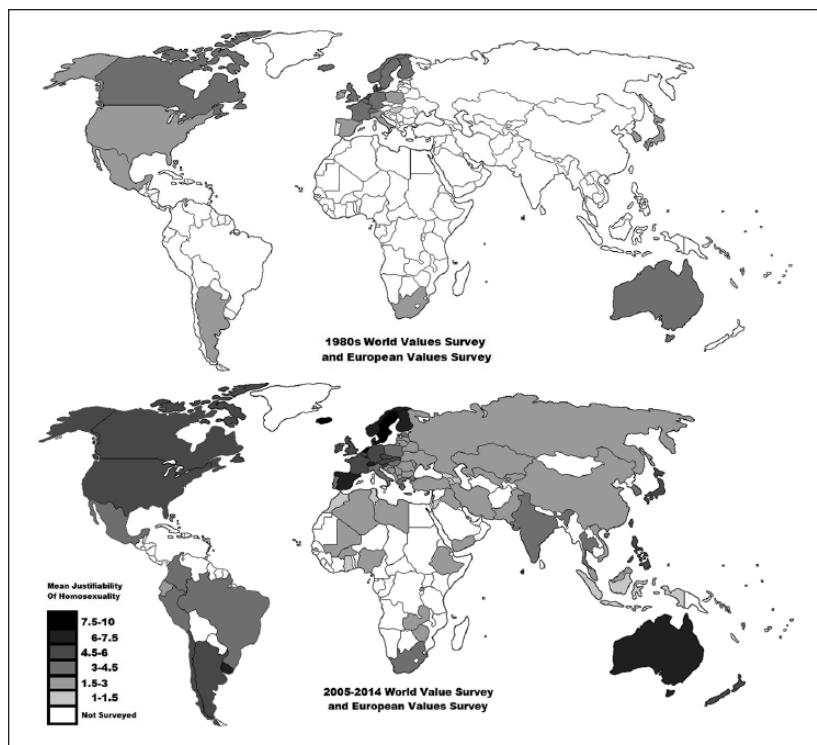 1980s World Values Survey
and European Values Survey
Mean Justifiability
Of Homosexuality
7.5-10
6-7.5
4.5-6
3-4.5
1.5-3
1-1.5
Not Surveyed
2005-2014 World Value Survey
and European Values Survey